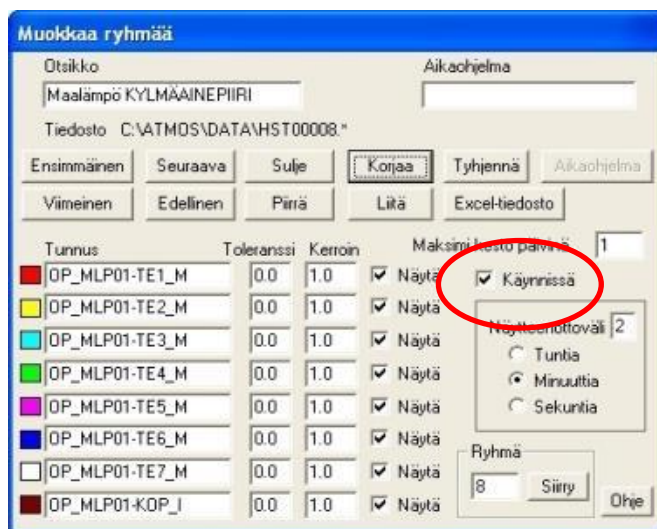 Muokkaa ryhmää
Otsikko Aikaohjelma
Maalämpö KYLMÄAINEPIIRI
Tiedosto C:\ATMOS\DATA\HST00008.*
Ensimmäinen Seuraava Sulje Korjaa Tyhjennä Aikaohjelma
Viimeinen Edellinen Piirrä Liitä Excel-tiedosto
Maksimi kesto päivinä 1
Tunnus Toleranssi Kerroin
OP_MLP01-TE1_M 0.0 1.0 Näytä Käynnissä
OP_MLP01-TE2_M 0.0 1.0 Näytä
Näytteenottoväli 2
OP_MLP01-TE3_M 0.0 1.0 Näytä Tuntia
OP_MLP01-TE4_M 0.0 1.0 Näytä Minuuttia
OP_MLP01-TE5_M 0.0 1.0 Näytä Sekuntia
OP_MLP01-TE6_M 0.0 1.0 Näytä
Ryhmä
OP_MLP01-TE7_M 0.0 1.0 Näytä 8 Siirry
OP_MLP01-KOP_I 0.0 1.0 Näytä Ohje